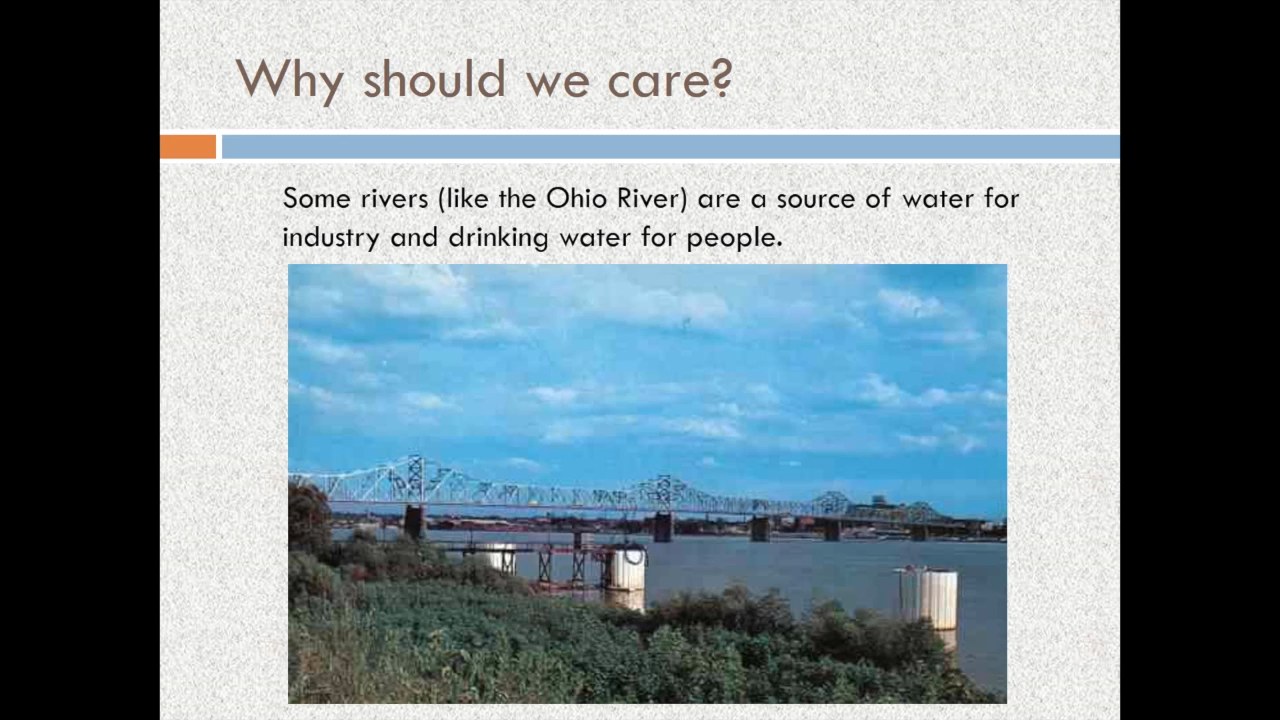 Why should we care?
Some rivers (like the Ohio River) are a source of water for
industry and drinking water for people.